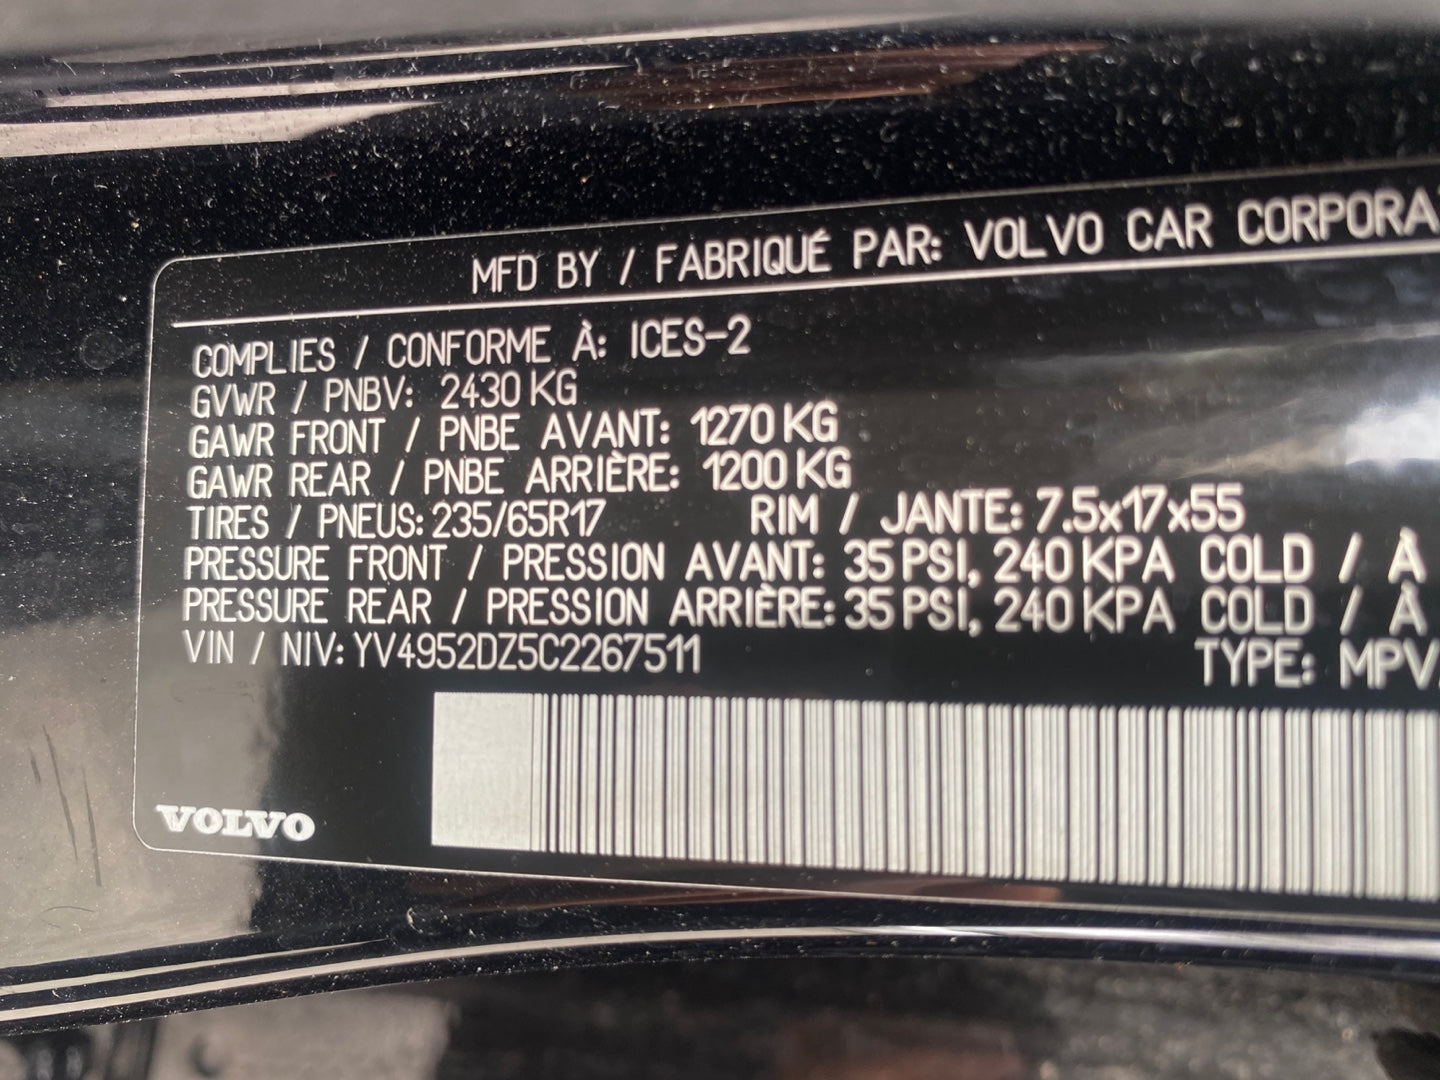 MFD BY / FABRIQUÉ PAR: VOLVO CAR CORPORA
COMPLIES / CONFORME À: ICES-2
GVWR / PNBV: 2430 KG
GAWR FRONT / PNBE AVANT: 1270 KG
GAWR REAR / PNBE ARRIÈRE: 1200 KG
TIRES / PNEUS: 235/65R17 RIM / JANTE: 7.5x17x55
PRESSURE FRONT / PRESSION AVANT: 35 PSI, 240 KPA COLD / À
PRESSURE REAR / PRESSION ARRIÈRE: 35 PSI, 240 KPA COLD / À
VIN / NIV: YV4952DZ5C2267511 TYPE: MPV
VOLVO